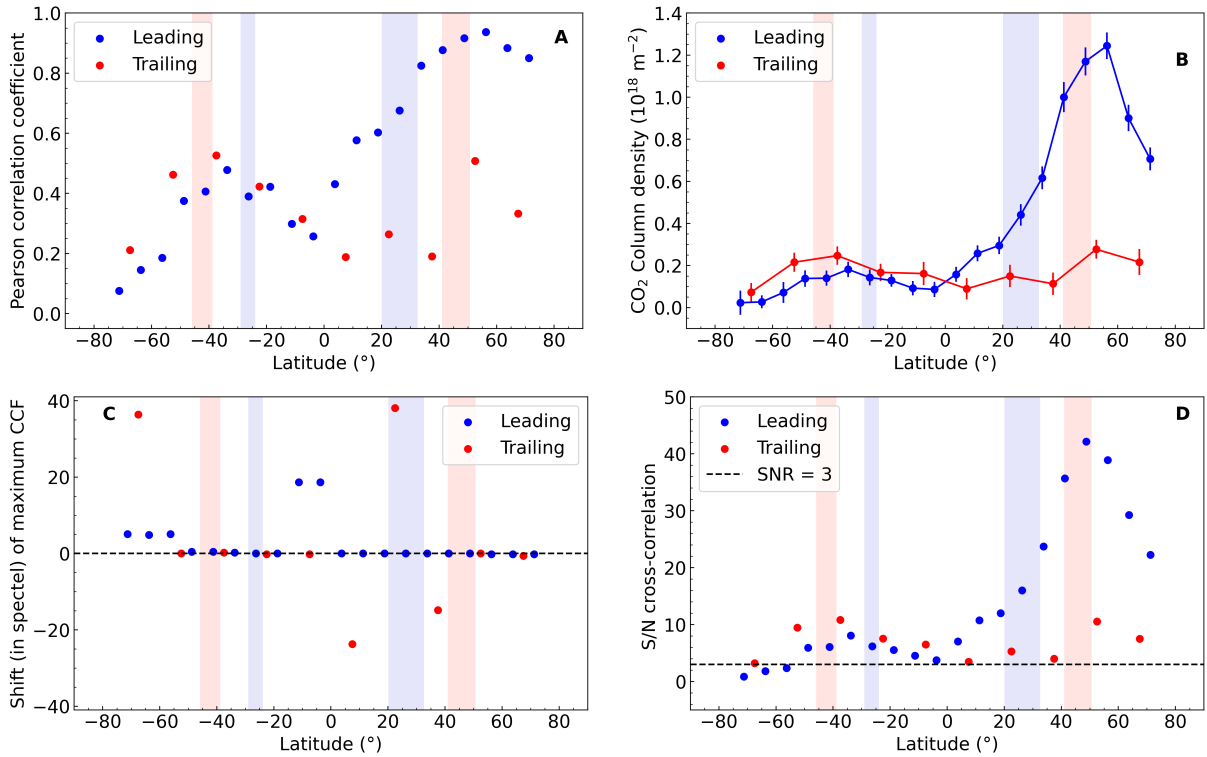 A
Leading
Trailing
Pearson correlation coefficient
1.0
0.8
0.6
0.4
0.2
0.0
−80 −60 −40 −20 0 20 40 60 80
Latitude (°)
B
Leading
Trailing
CO₂ Column density (10¹⁸ m⁻²)
1.4
1.2
1.0
0.8
0.6
0.4
0.2
0.0
−80 −60 −40 −20 0 20 40 60 80
Latitude (°)
C
Leading
Trailing
Shift (in spectel) of maximum CCF
40
20
0
−20
−40
−80 −60 −40 −20 0 20 40 60 80
Latitude (°)
D
Leading
Trailing
SNR = 3
S/N cross-correlation
50
40
30
20
10
0
−80 −60 −40 −20 0 20 40 60 80
Latitude (°)